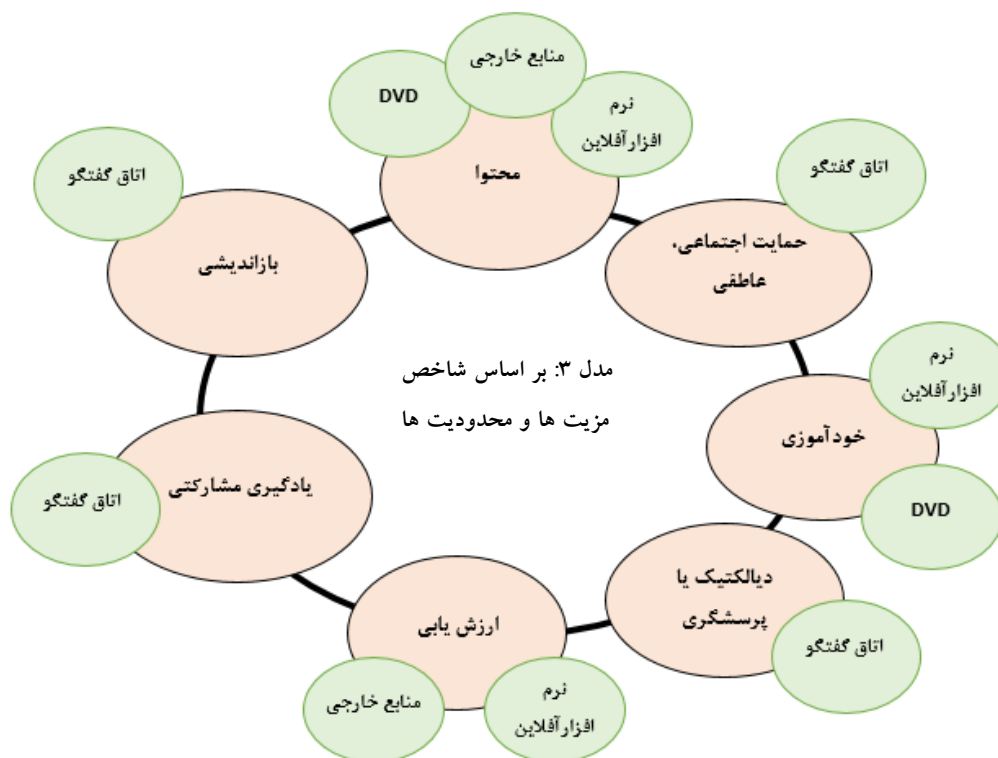 منابع خارجی
DVD
نرم
افزارآفلاین
محتوا
اتاق گفتگو
حمایت اجتماعی،
عاطفی
نرم
افزارآفلاین
خودآموزی
DVD
دیالکتیک یا
پرسشگری
اتاق گفتگو
ارزش یابی
نرم
افزارآفلاین
منابع خارجی
یادگیری مشارکتی
اتاق گفتگو
اتاق گفتگو
بازاندیشی
مدل ۳: بر اساس شاخص
مزیت ها و محدودیت ها